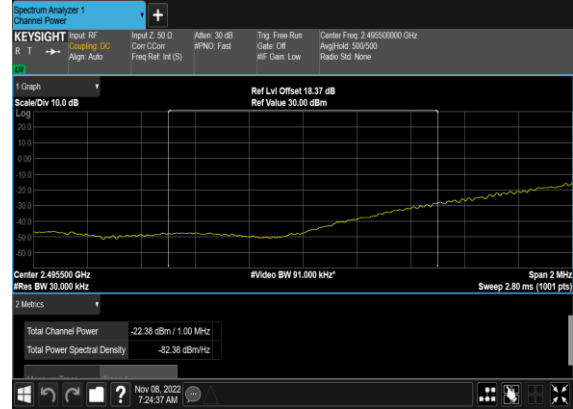 Spectrum Analyzer 1
Channel Power
+
KEYSIGHT
R T
Input: RF
Coupling: DC
Align: Auto
Input Z: 50 Ω
Corr CCorr
Freq Ref: Int (S)
Atten: 30 dB
#PNO: Fast
Trig: Free Run
Gate: Off
#IF Gain: Low
Center Freq: 2.495500000 GHz
Avg|Hold: 500/500
Radio Std: None
1 Graph
Scale/Div 10.0 dB
Ref Lvl Offset 18.37 dB
Ref Value 30.00 dBm
Log
20.0
10.0
0.00
-10.0
-20.0
-30.0
-40.0
-50.0
-60.0
Center 2.495500 GHz
#Res BW 30.000 kHz
#Video BW 91.000 kHz*
Span 2 MHz
Sweep 2.80 ms (1001 pts)
2 Metrics
Total Channel Power -22.38 dBm / 1.00 MHz
Total Power Spectral Density -82.38 dBm/Hz
?
Nov 08, 2022
7:24:37 AM